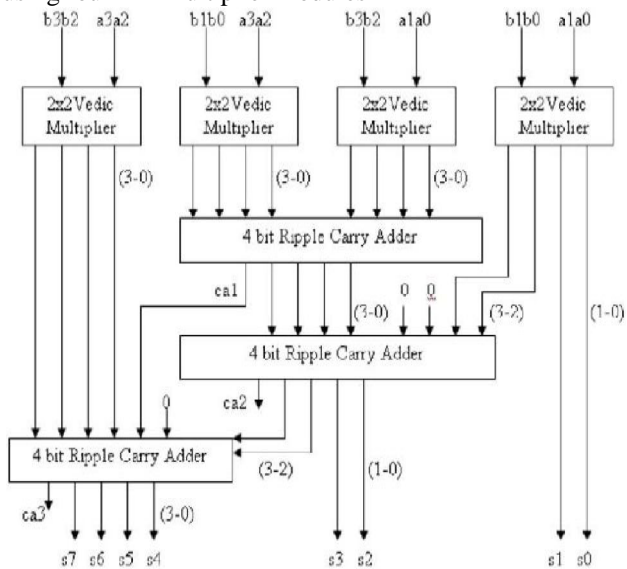 b3b2 a3a2 b1b0 a3a2 b3b2 a1a0 b1b0 a1a0
2x2 Vedic Multiplier
2x2 Vedic Multiplier
2x2 Vedic Multiplier
2x2 Vedic Multiplier
(3-0) (3-0) (3-0)
4 bit Ripple Carry Adder
ca1 0 0
(3-0) (3-2) (1-0)
4 bit Ripple Carry Adder
ca2
0
4 bit Ripple Carry Adder
(3-2) (1-0)
ca3 (3-0)
s7 s6 s5 s4 s3 s2 s1 s0